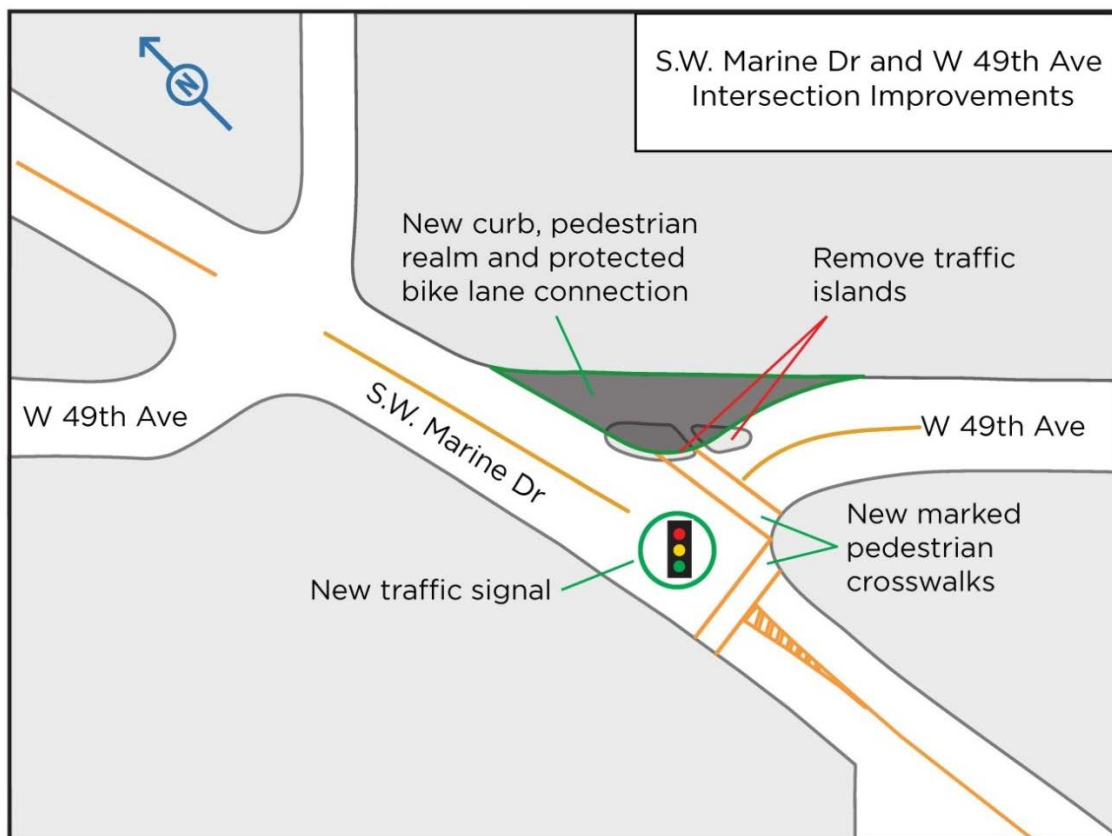 N
S.W. Marine Dr and W 49th Ave
Intersection Improvements
New curb, pedestrian
realm and protected
bike lane connection
Remove traffic
islands
W 49th Ave
S.W. Marine Dr
W 49th Ave
New marked
pedestrian
crosswalks
New traffic signal